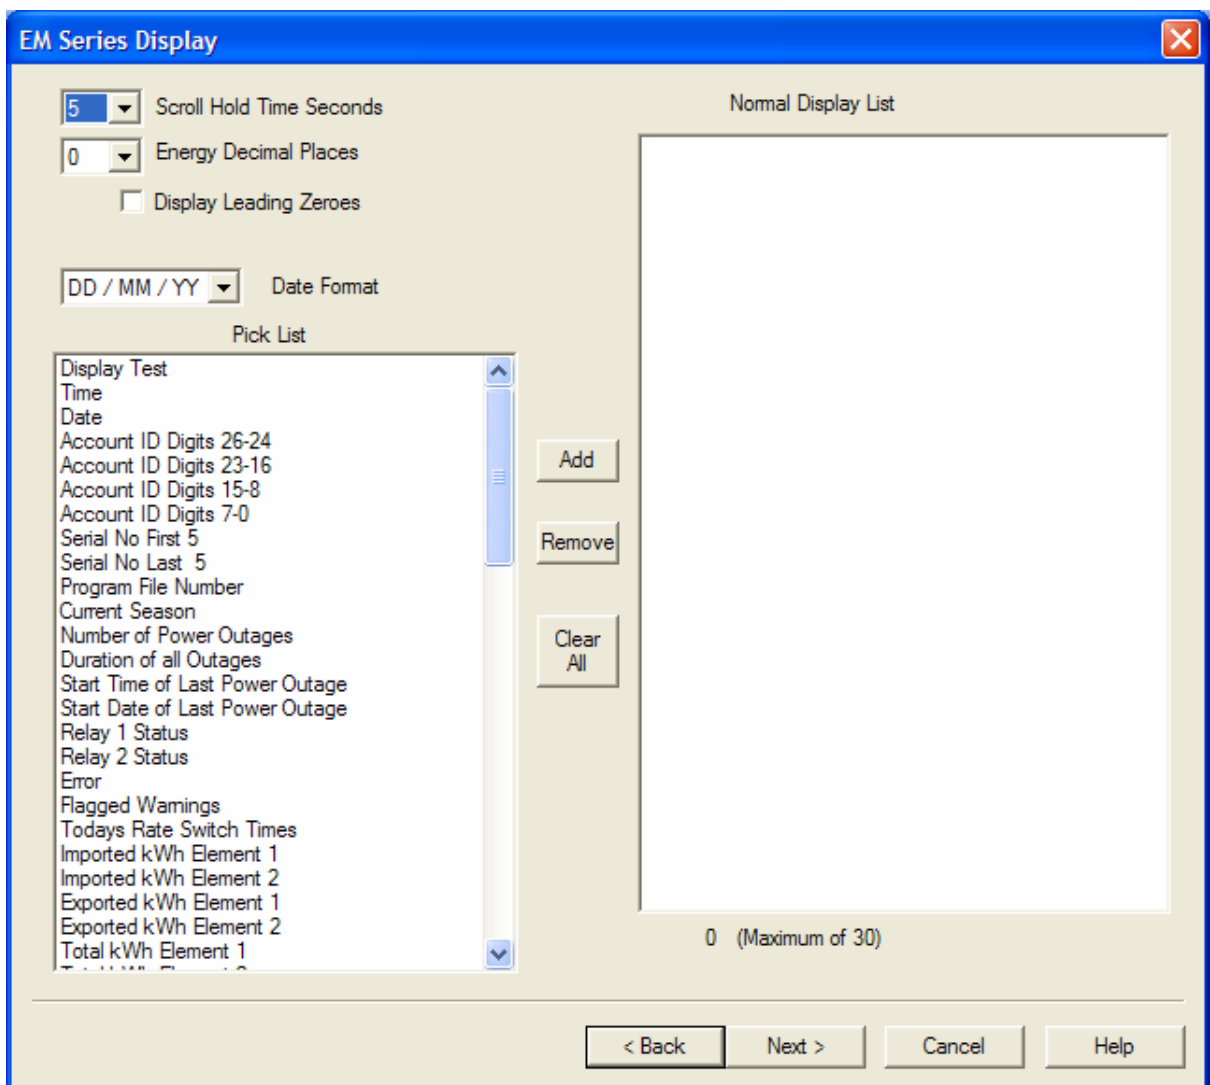 EM Series Display
5 Scroll Hold Time Seconds
0 Energy Decimal Places
Display Leading Zeroes
DD / MM / YY Date Format
Pick List
Display Test
Time
Date
Account ID Digits 26-24
Account ID Digits 23-16
Account ID Digits 15-8
Account ID Digits 7-0
Serial No First 5
Serial No Last  5
Program File Number
Current Season
Number of Power Outages
Duration of all Outages
Start Time of Last Power Outage
Start Date of Last Power Outage
Relay 1 Status
Relay 2 Status
Error
Flagged Warnings
Todays Rate Switch Times
Imported kWh Element 1
Imported kWh Element 2
Exported kWh Element 1
Exported kWh Element 2
Total kWh Element 1
Add
Remove
Clear
All
Normal Display List
0 (Maximum of 30)
< Back
Next >
Cancel
Help